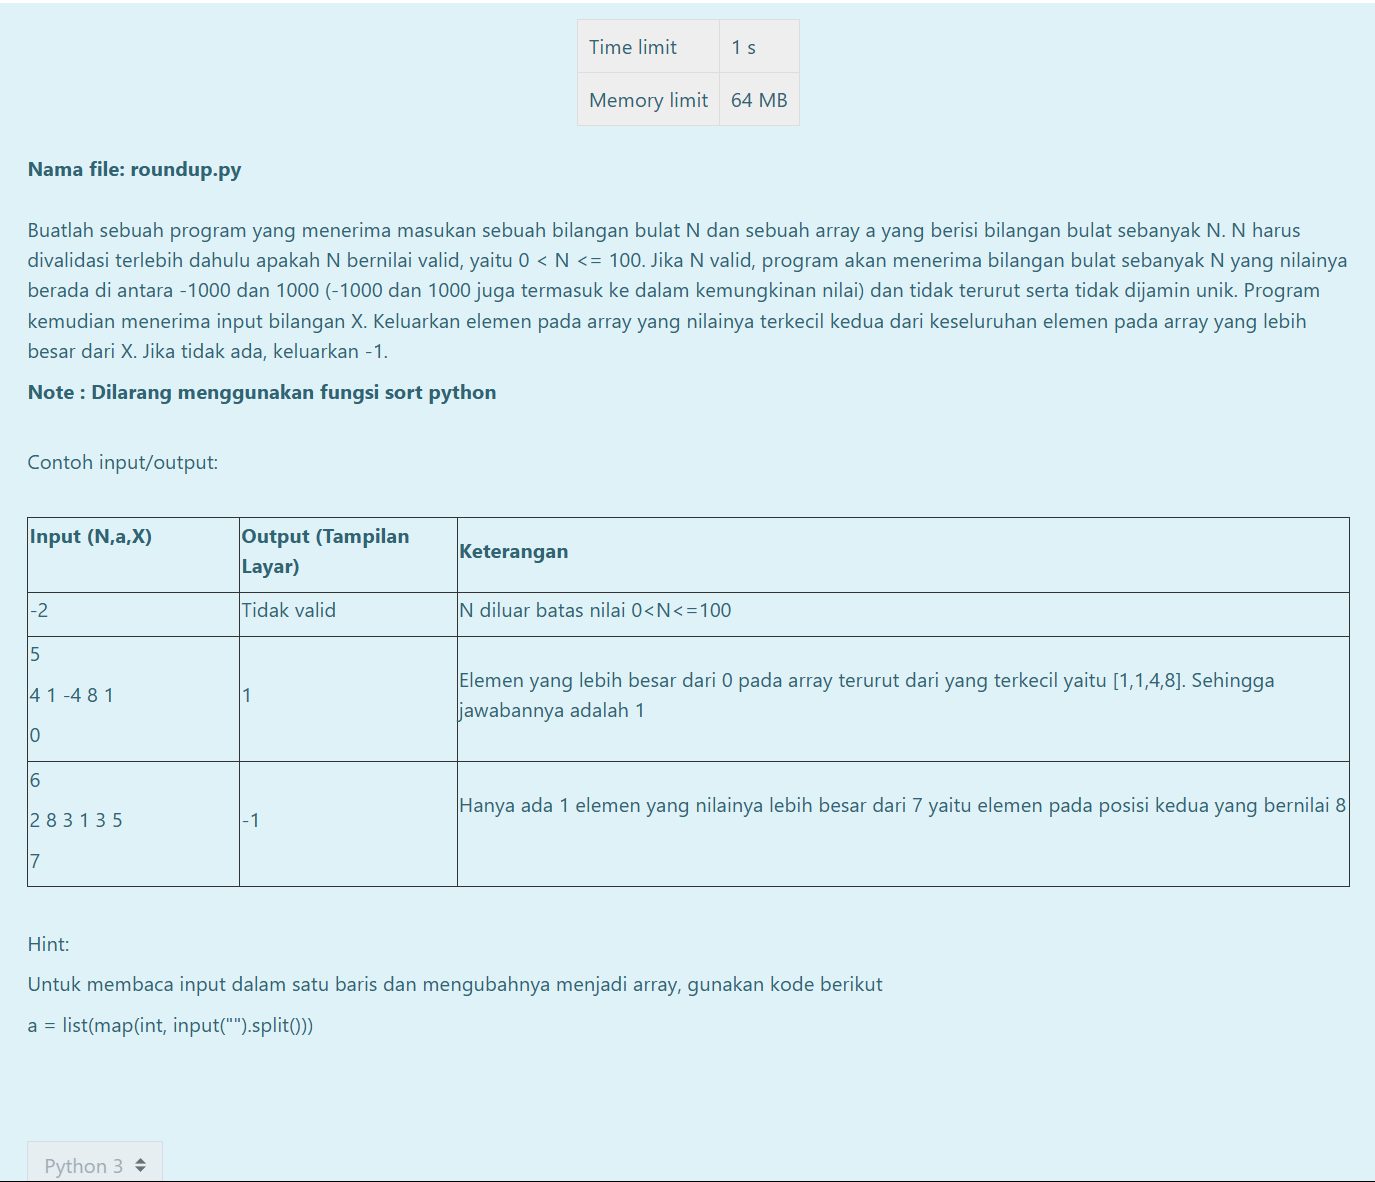 Time limit 1 s
Memory limit 64 MB
Nama file: roundup.py
Buatlah sebuah program yang menerima masukan sebuah bilangan bulat N dan sebuah array a yang berisi bilangan bulat sebanyak N. N harus
divalidasi terlebih dahulu apakah N bernilai valid, yaitu 0 < N <= 100. Jika N valid, program akan menerima bilangan bulat sebanyak N yang nilainya
berada di antara -1000 dan 1000 (-1000 dan 1000 juga termasuk ke dalam kemungkinan nilai) dan tidak terurut serta tidak dijamin unik. Program
kemudian menerima input bilangan X. Keluarkan elemen pada array yang nilainya terkecil kedua dari keseluruhan elemen pada array yang lebih
besar dari X. Jika tidak ada, keluarkan -1.
Note : Dilarang menggunakan fungsi sort python
Contoh input/output:
Input (N,a,X)
Output (Tampilan
Layar)
Keterangan
-2
Tidak valid
N diluar batas nilai 0<N<=100
5
4 1 -4 8 1
0
1
Elemen yang lebih besar dari 0 pada array terurut dari yang terkecil yaitu [1,1,4,8]. Sehingga
jawabannya adalah 1
6
2 8 3 1 3 5
7
-1
Hanya ada 1 elemen yang nilainya lebih besar dari 7 yaitu elemen pada posisi kedua yang bernilai 8
Hint:
Untuk membaca input dalam satu baris dan mengubahnya menjadi array, gunakan kode berikut
a = list(map(int, input("").split()))
Python 3